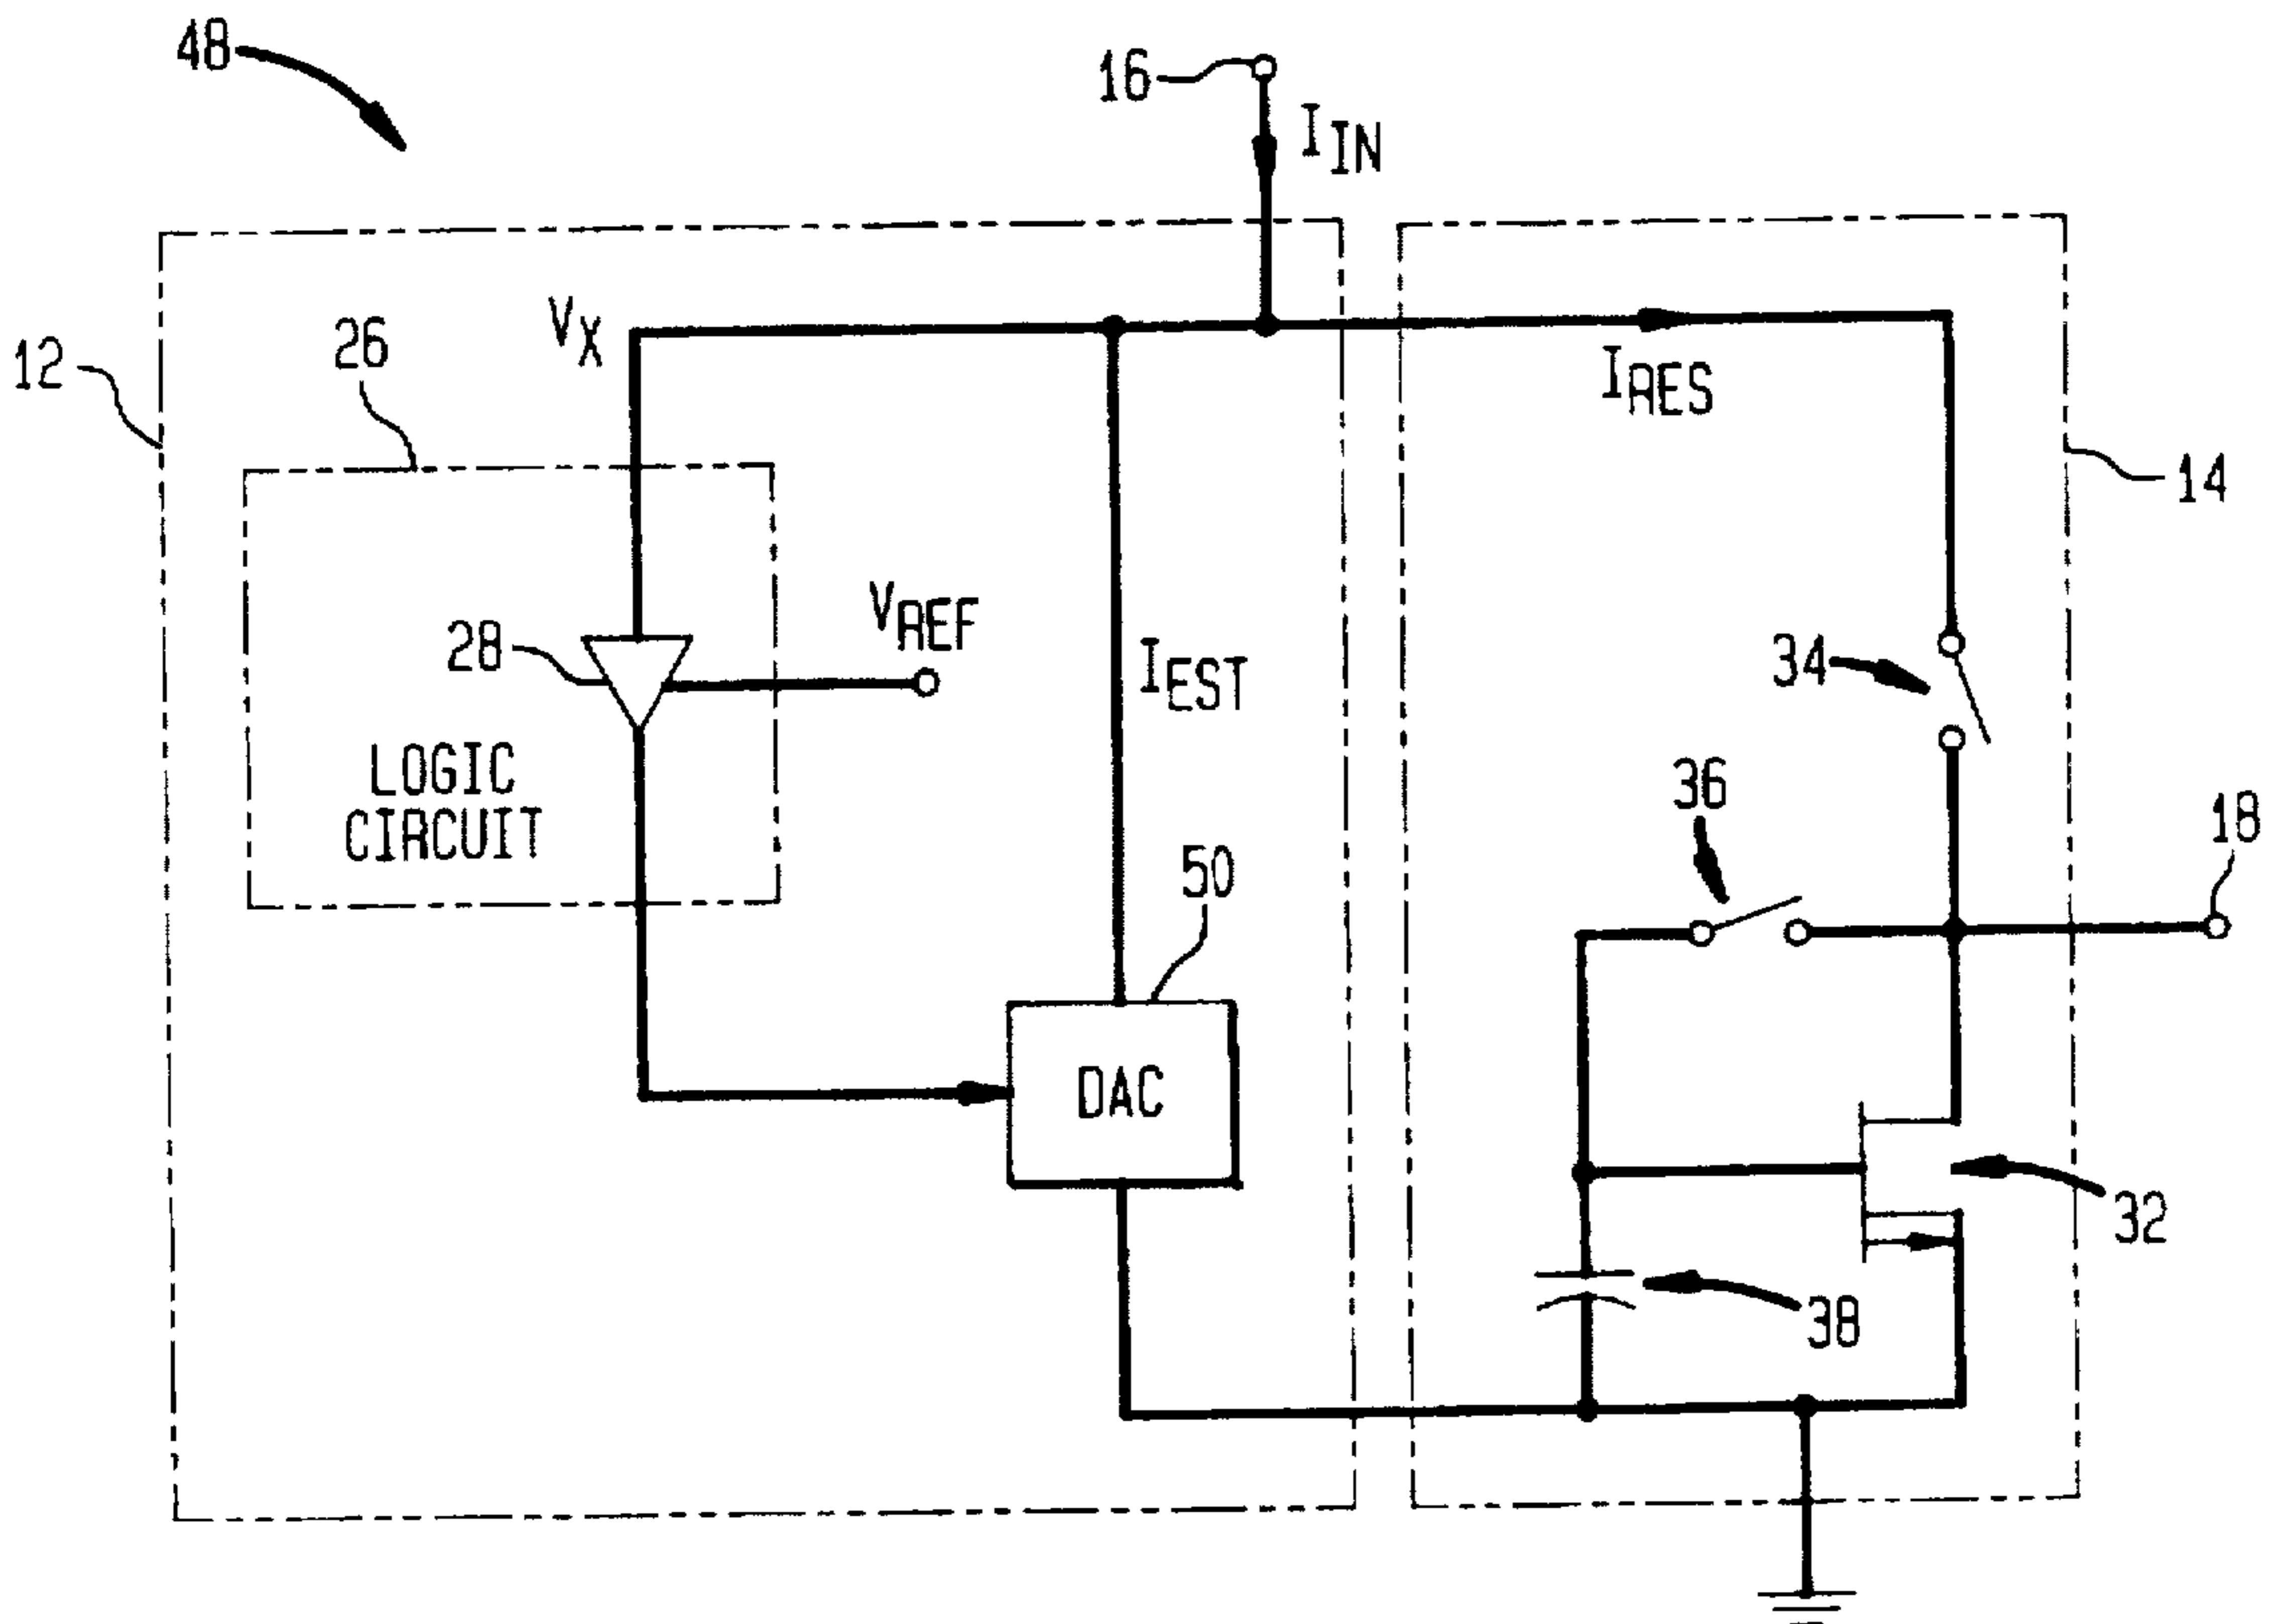 48
16
I_IN
V_X
26
12
I_RES
14
28
V_REF
I_EST
34
LOGIC
CIRCUIT
36
18
50
DAC
32
38